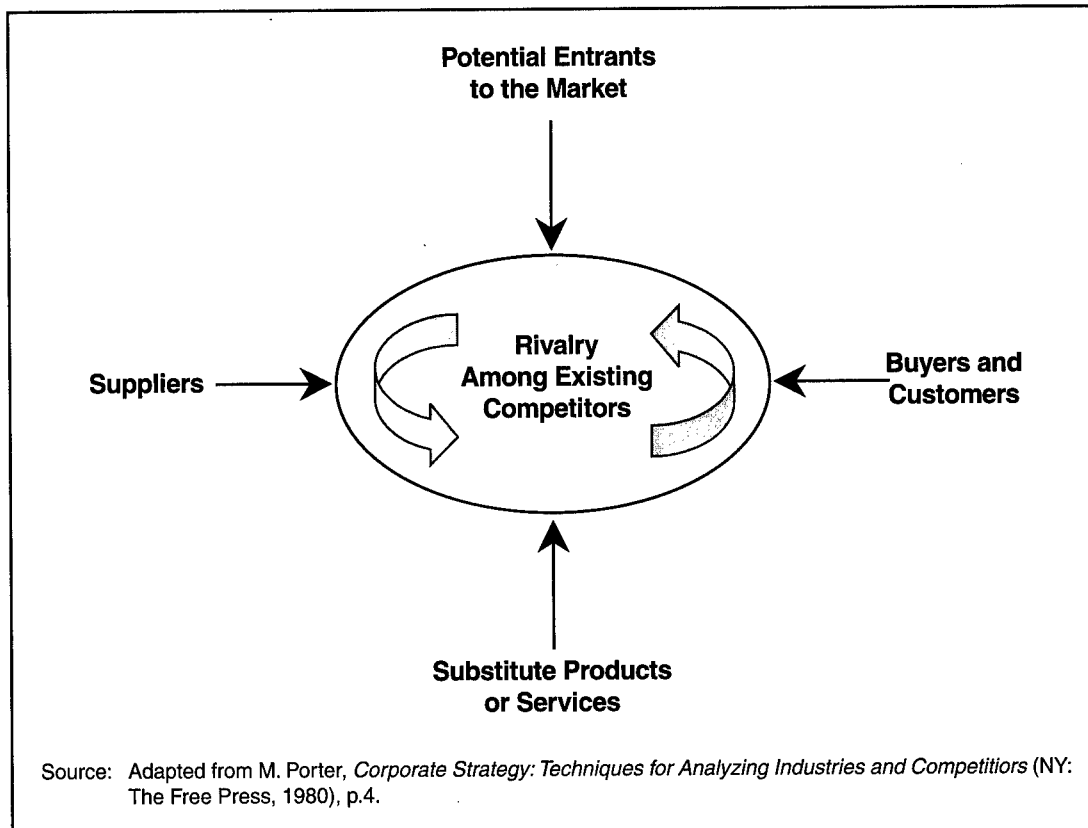 Potential Entrants
to the Market
Rivalry
Among Existing
Competitors
Suppliers
Buyers and
Customers
Substitute Products
or Services
Source: Adapted from M. Porter, Corporate Strategy: Techniques for Analyzing Industries and Competitiors (NY:
The Free Press, 1980), p.4.